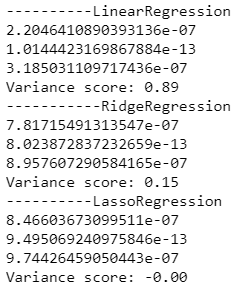 ----------LinearRegression
2.2046410890393136e-07
1.0144423169867884e-13
3.185031109717436e-07
Variance score: 0.89
-----------RidgeRegression
7.81715491313547e-07
8.023872837232659e-13
8.957607290584165e-07
Variance score: 0.15
----------LassoRegression
8.46603673099511e-07
9.495069240975846e-13
9.74426459050443e-07
Variance score: -0.00